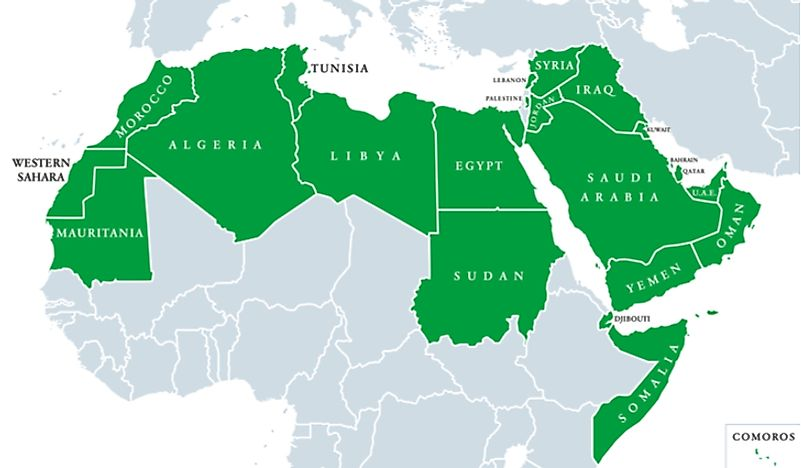 TUNISIA
MOROCCO
ALGERIA
LIBYA
EGYPT
WESTERN
SAHARA
MAURITANIA
SUDAN
LEBANON
SYRIA
PALESTINE
JORDAN
IRAQ
KUWAIT
BAHRAIN
QATAR
SAUDI
ARABIA
U.A.E.
OMAN
YEMEN
DJIBOUTI
SOMALIA
COMOROS